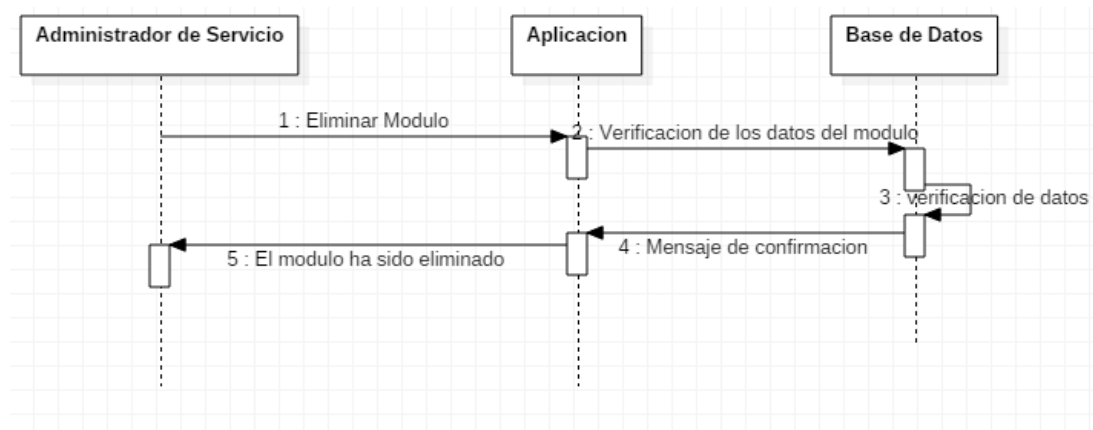 Administrador de Servicio
Aplicacion
Base de Datos
1 : Eliminar Modulo
2 : Verificacion de los datos del modulo
3 : verificacion de datos
4 : Mensaje de confirmacion
5 : El modulo ha sido eliminado